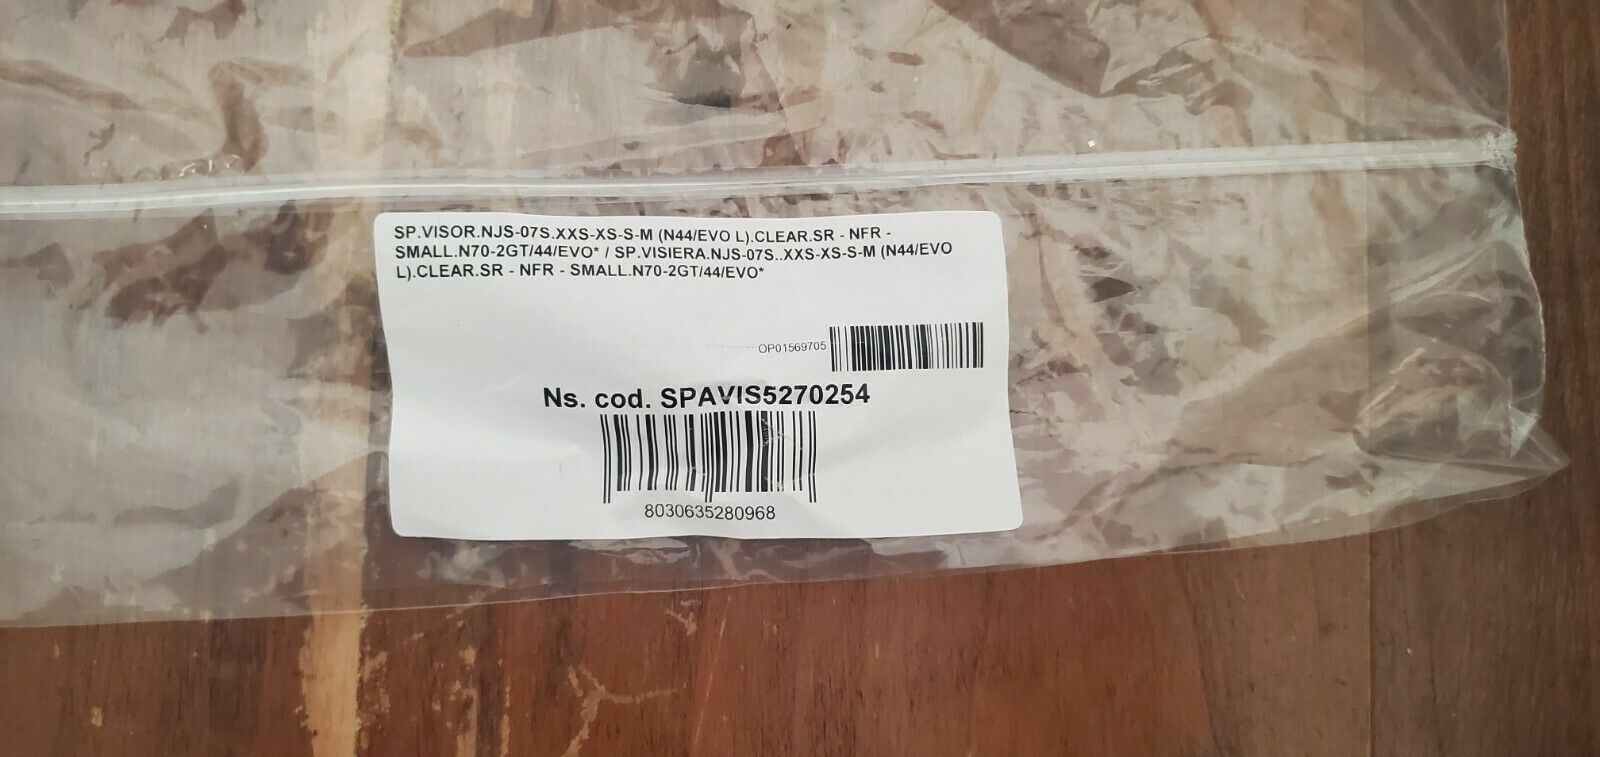 SP.VISOR.NJS-07S.XXS-XS-S-M (N44/EVO L).CLEAR.SR - NFR -
SMALL.N70-2GT/44/EVO* / SP.VISIERA.NJS-07S..XXS-XS-S-M (N44/EVO
L).CLEAR.SR - NFR - SMALL.N70-2GT/44/EVO*
OP01569705
Ns. cod. SPAVIS5270254
8030635280968